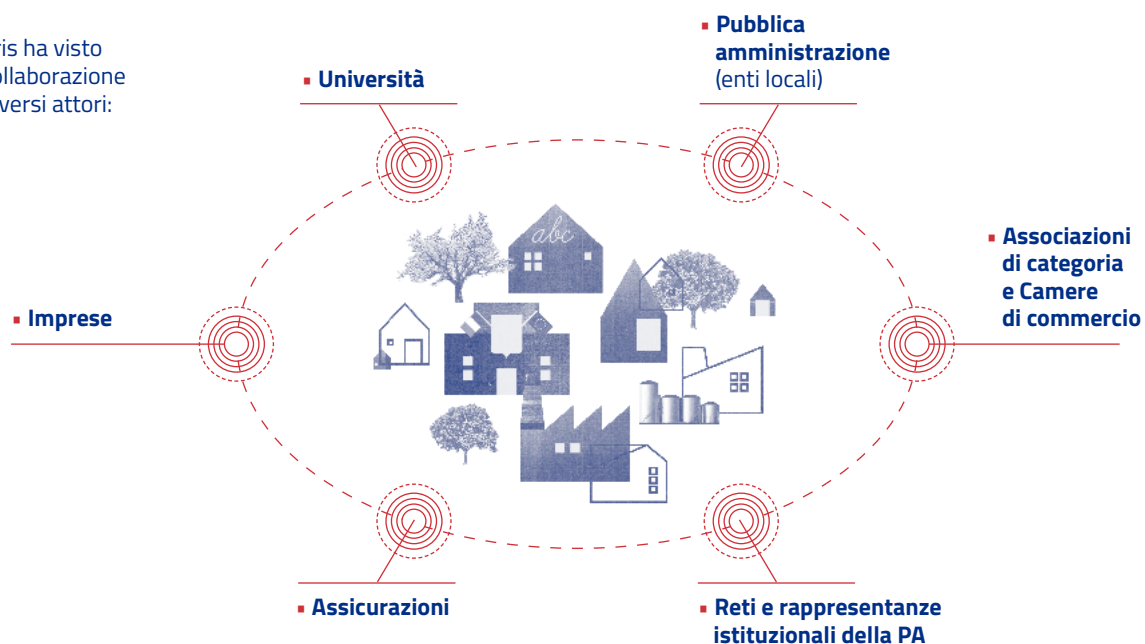 ris ha visto
ollaborazione
versi attori:
▪ Università
▪ Pubblica
amministrazione
(enti locali)
▪ Associazioni
di categoria
e Camere
di commercio
▪ Imprese
abc
▪ Assicurazioni
▪ Reti e rappresentanze
istituzionali della PA